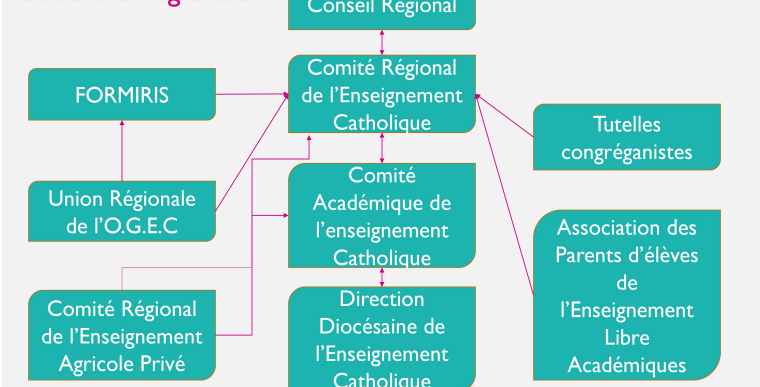 Conseil Régional
Comité Régional
de l'Enseignement
Catholique
FORMIRIS
Tutelles
congréganistes
Union Régionale
de l'O.G.E.C
Comité
Académique de
l'enseignement
Catholique
Association des
Parents d'élèves
de
l'Enseignement
Libre
Académiques
Comité Régional
de l'Enseignement
Agricole Privé
Direction
Diocésaine de
l'Enseignement
Catholique